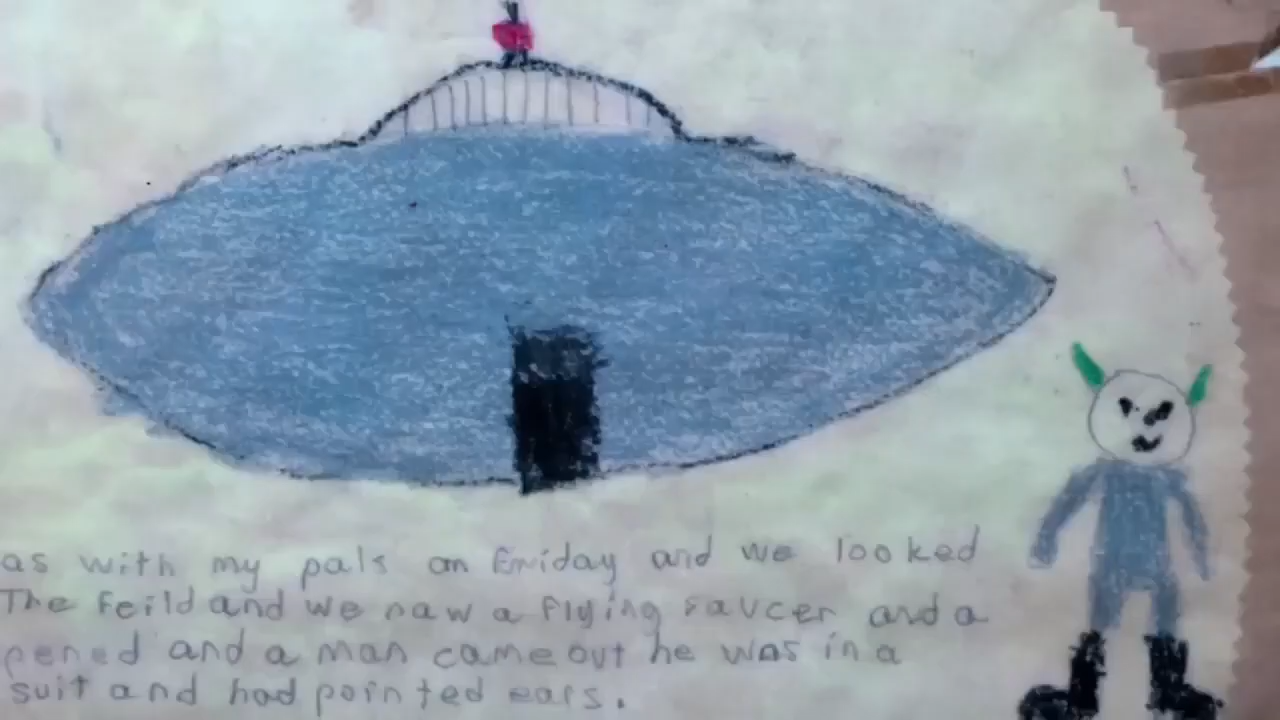 as with my pals on Friday and we looked
The feild and we saw a flying saucer and a
pened and a man came out he was in a
suit and had pointed ears.